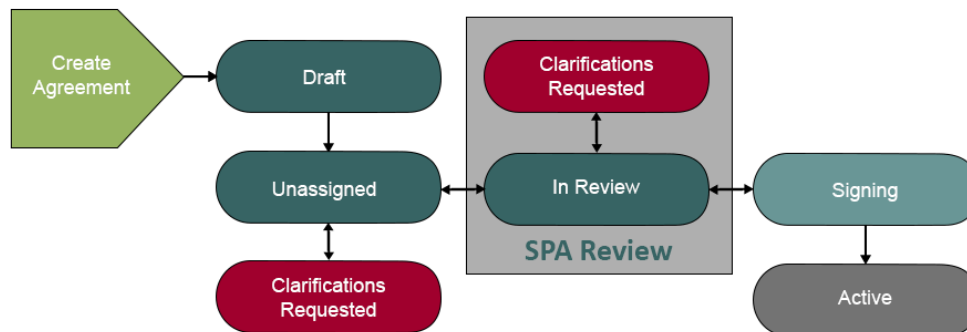 Create
Agreement
Draft
Clarifications
Requested
Unassigned
In Review
Signing
SPA Review
Clarifications
Requested
Active